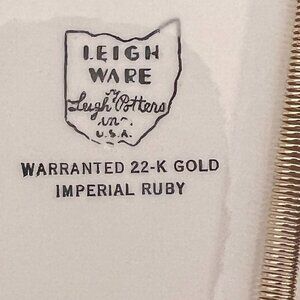 LEIGH
WARE
by
Leigh Potters
inc.
U.S.A.
WARRANTED 22-K GOLD
IMPERIAL RUBY